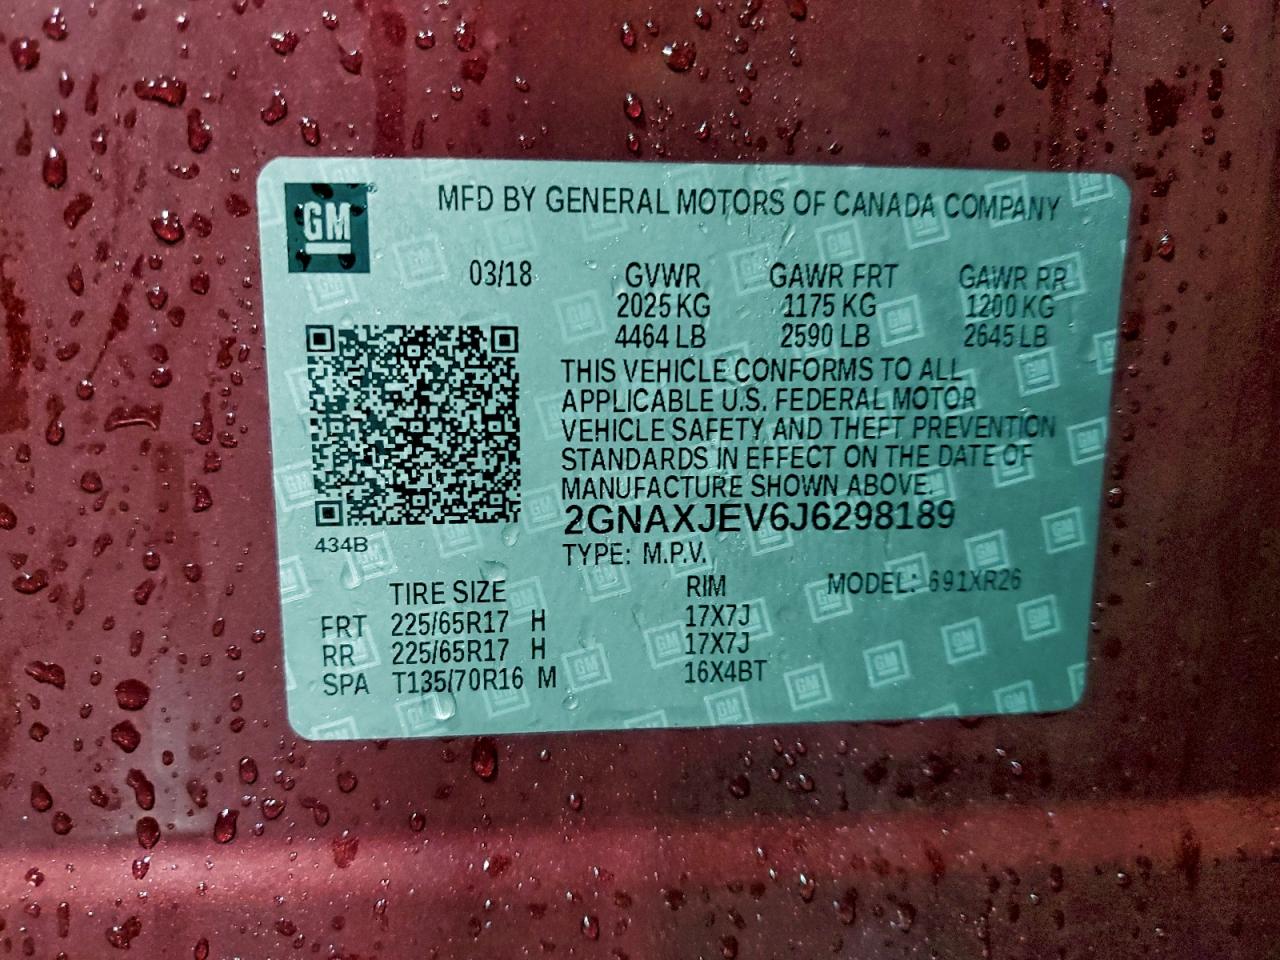 GM
MFD BY GENERAL MOTORS OF CANADA COMPANY
03/18 GVWR GAWR FRT GAWR RR
2025 KG 1175 KG 1200 KG
4464 LB 2590 LB 2645 LB
THIS VEHICLE CONFORMS TO ALL
APPLICABLE U.S. FEDERAL MOTOR
VEHICLE SAFETY AND THEFT PREVENTION
STANDARDS IN EFFECT ON THE DATE OF
MANUFACTURE SHOWN ABOVE.
2GNAXJEV6J6298189
434B
TYPE: M.P.V.
TIRE SIZE RIM MODEL: 691XR26
FRT 225/65R17 H 17X7J
RR 225/65R17 H 17X7J
SPA T135/70R16 M 16X4BT